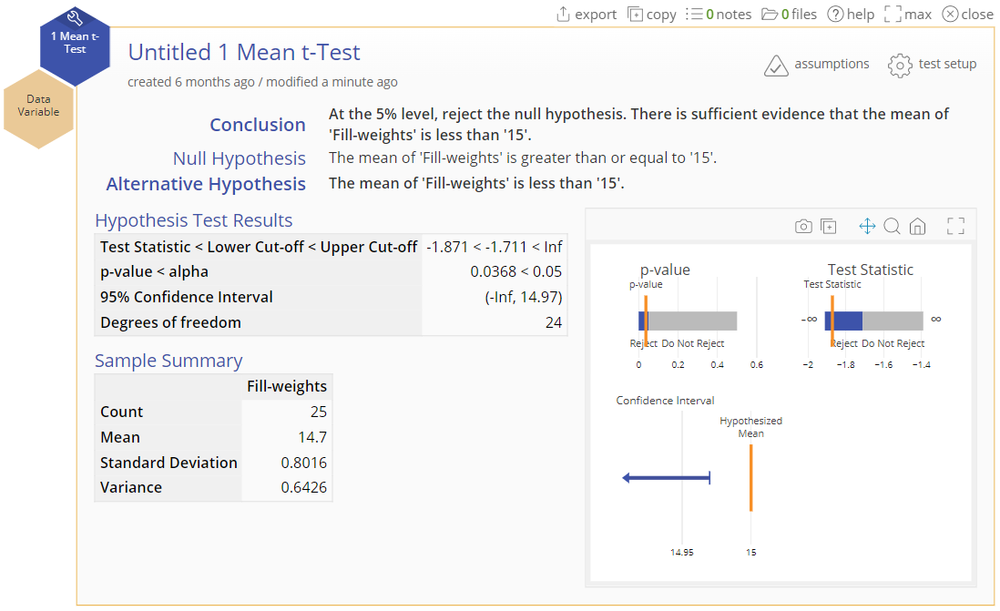 export copy 0 notes 0 files help max close
1 Mean t-
Test
Data
Variable
Untitled 1 Mean t-Test
created 6 months ago / modified a minute ago
assumptions test setup
Conclusion At the 5% level, reject the null hypothesis. There is sufficient evidence that the mean of
'Fill-weights' is less than '15'.
Null Hypothesis The mean of 'Fill-weights' is greater than or equal to '15'.
Alternative Hypothesis The mean of 'Fill-weights' is less than '15'.
Hypothesis Test Results
Test Statistic < Lower Cut-off < Upper Cut-off -1.871 < -1.711 < Inf
p-value < alpha 0.0368 < 0.05
95% Confidence Interval (-Inf, 14.97)
Degrees of freedom 24
Sample Summary
Fill-weights
Count 25
Mean 14.7
Standard Deviation 0.8016
Variance 0.6426
p-value
p-value
Reject Do Not Reject
0 0.2 0.4 0.6
Test Statistic
Test Statistic
-∞ ∞
Reject Do Not Reject
−2 −1.8 −1.6 −1.4
Confidence Interval
Hypothesized
Mean
14.95 15